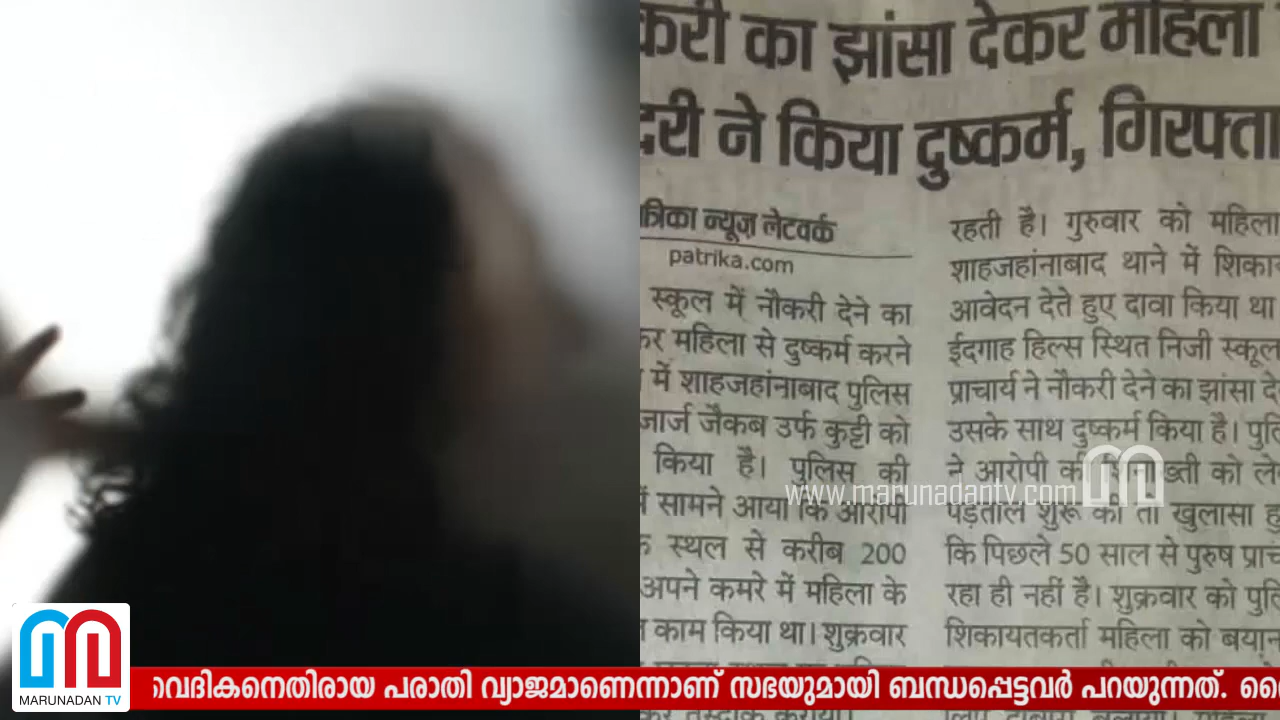 करी का झांसा देकर महिला
दरी ने किया दुष्कर्म, गिरफ्ता
त्रिका न्यूज़ नेटवर्क
patrika.com
स्कूल में नौकरी देने का
कर महिला से दुष्कर्म करने
में शाहजहांनाबाद पुलिस
जार्ज जैकब उर्फ कुट्टी को
किया है। पुलिस की
में सामने आया कि आरोपी
स्थल से करीब 200
अपने कमरे में महिला के
काम किया था। शुक्रवार
रहती है। गुरुवार को महिला
शाहजहांनाबाद थाने में शिका
आवेदन देते हुए दावा किया था
ईदगाह हिल्स स्थित निजी स्कूल
प्राचार्य ने नौकरी देने का झांसा दे
उसके साथ दुष्कर्म किया है। पुलि
ने आरोपी की को ले
पड़ताल शुरू की तो खुलासा हु
कि पिछले 50 साल से पुरुष प्राच
रहा ही नहीं है। शुक्रवार को पुलि
शिकायतकर्ता महिला को बयान
www.marunadantv.com
MARUNADAN TV
വൈദികനെതിരായ പരാതി വ്യാജമാണെന്നാണ് സഭയുമായി ബന്ധപ്പെട്ടവർ പറയുന്നത്.